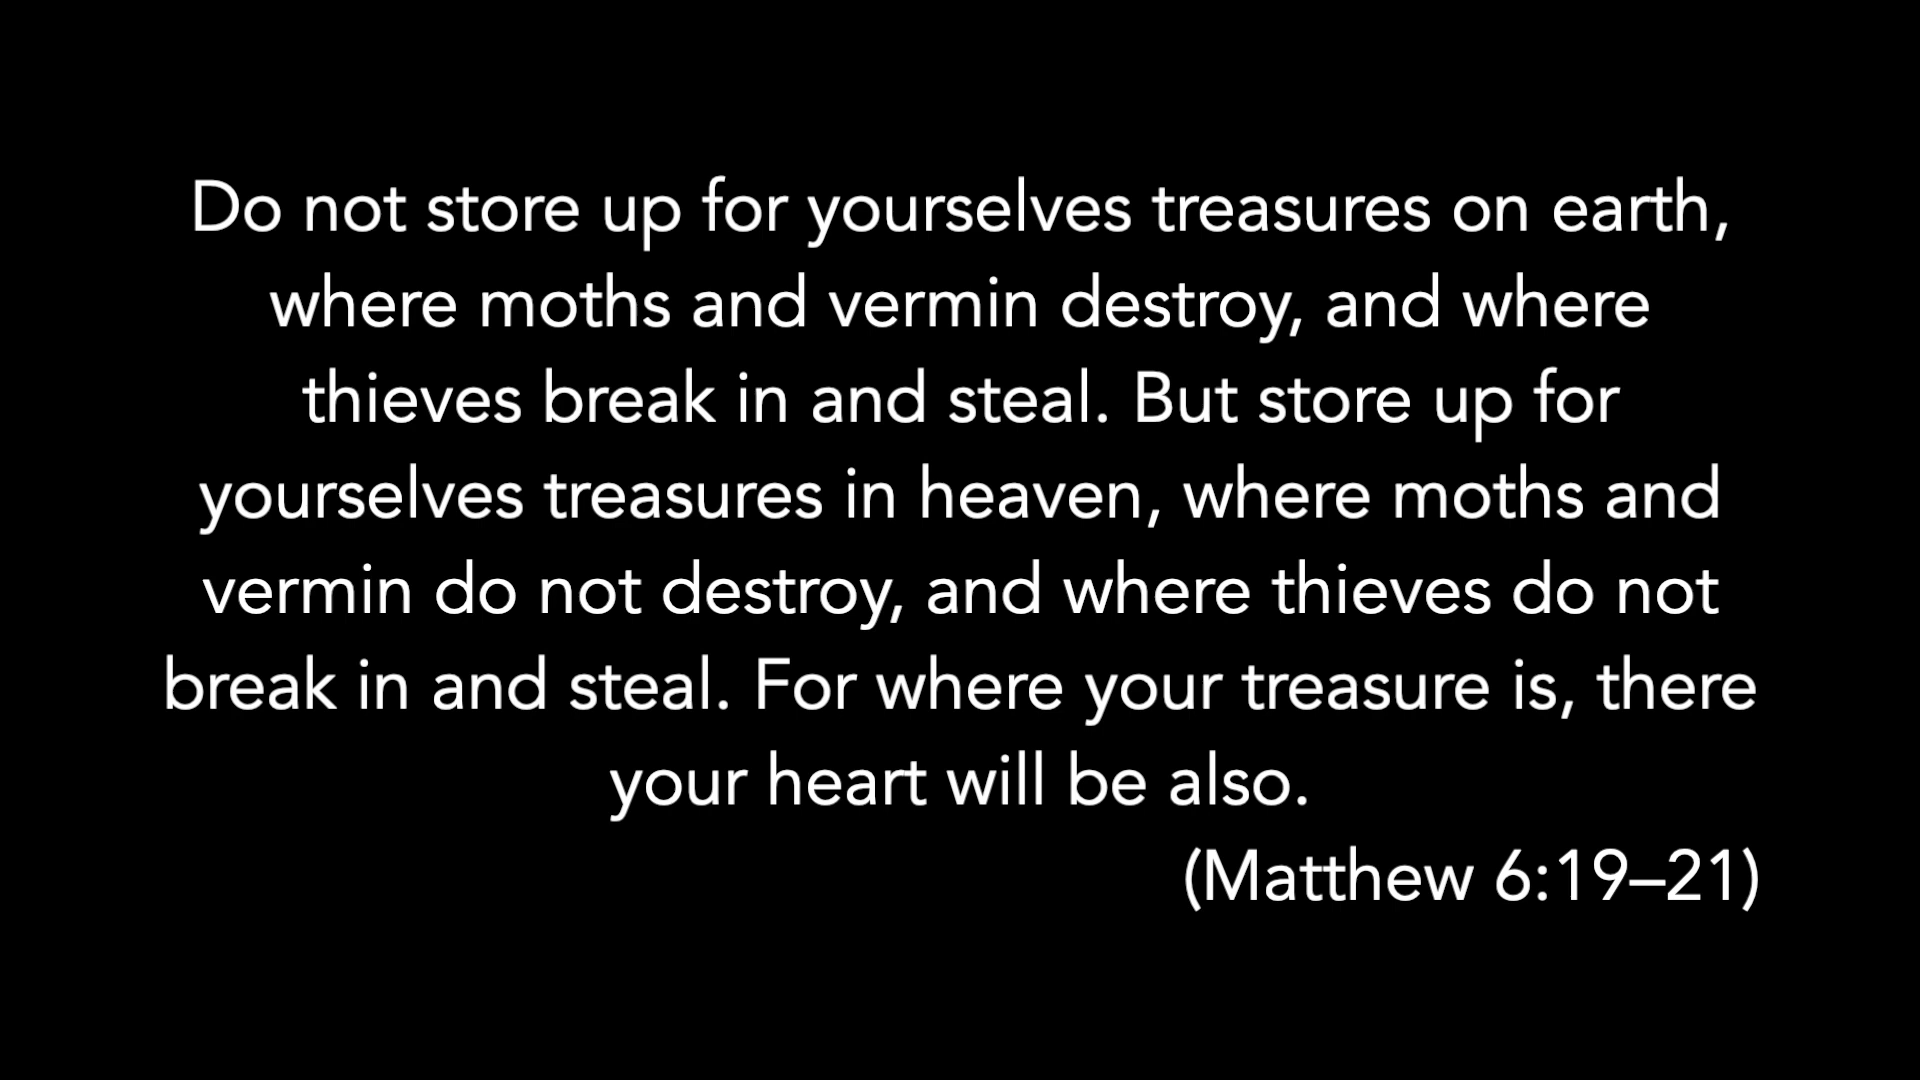 Do not store up for yourselves treasures on earth,
where moths and vermin destroy, and where
thieves break in and steal. But store up for
yourselves treasures in heaven, where moths and
vermin do not destroy, and where thieves do not
break in and steal. For where your treasure is, there
your heart will be also.
(Matthew 6:19–21)